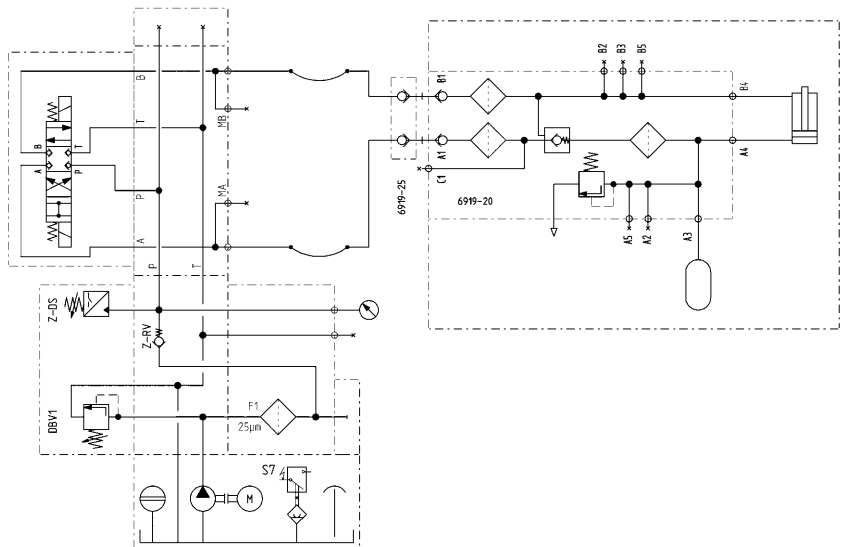 B
T
MB
B
A
T
P
P
MA
A
P
T
Z-DS
Z-RV
DBV1
F1
25µm
S7
M
B2
B3
B5
B1
B4
A1
A4
C1
6919-25
6919-20
A5
A2
A3